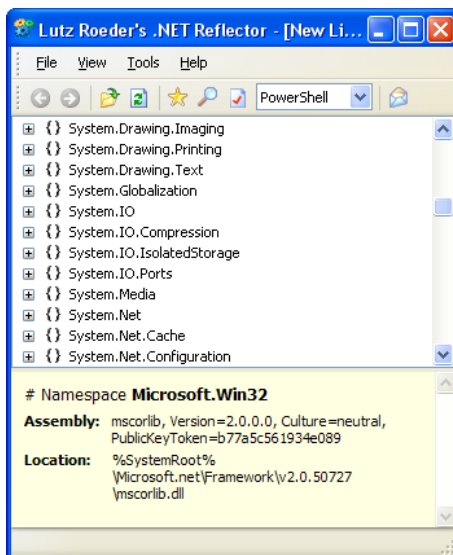 Lutz Roeder's .NET Reflector - [New Li...
File View Tools Help
PowerShell
{} System.Drawing.Imaging
{} System.Drawing.Printing
{} System.Drawing.Text
{} System.Globalization
{} System.IO
{} System.IO.Compression
{} System.IO.IsolatedStorage
{} System.IO.Ports
{} System.Media
{} System.Net
{} System.Net.Cache
{} System.Net.Configuration
# Namespace Microsoft.Win32
Assembly: mscorlib, Version=2.0.0.0, Culture=neutral,
PublicKeyToken=b77a5c561934e089
Location: %SystemRoot%
\Microsoft.net\Framework\v2.0.50727
\mscorlib.dll